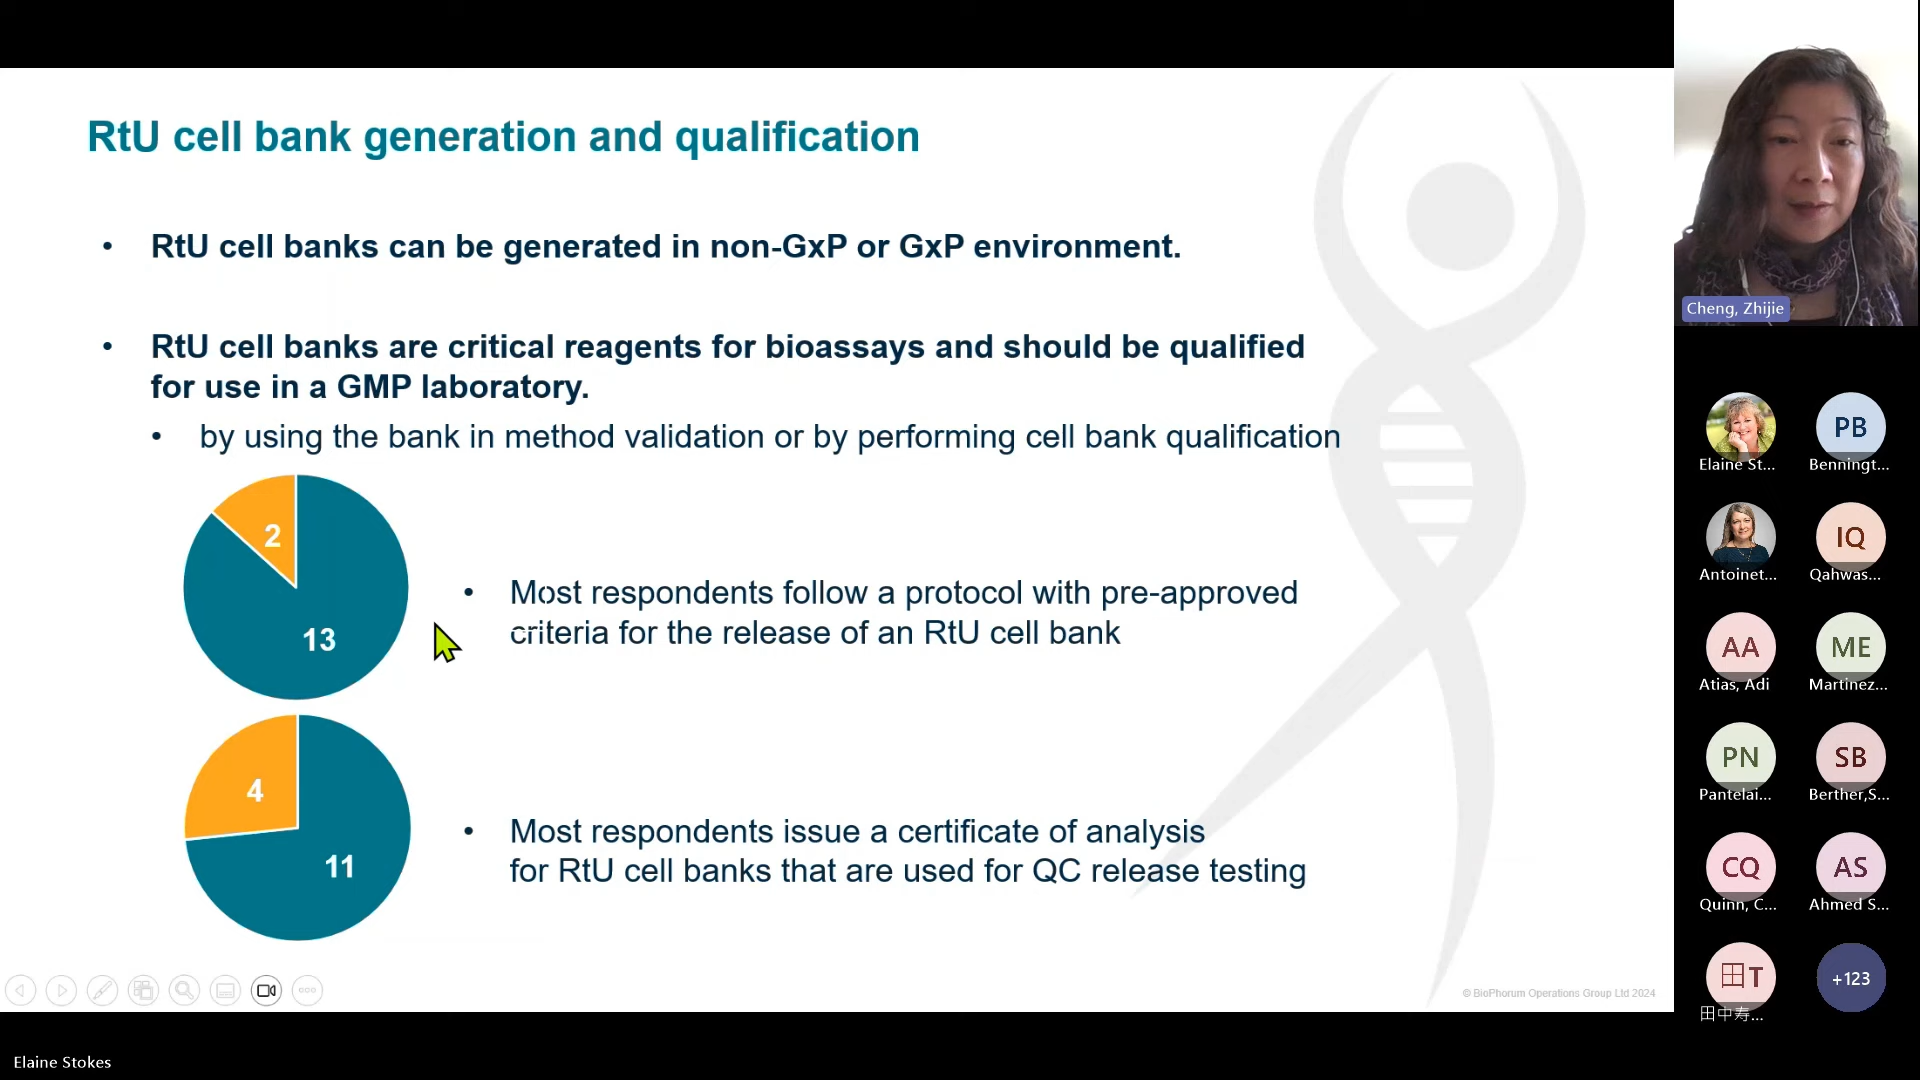 RtU cell bank generation and qualification
• RtU cell banks can be generated in non-GxP or GxP environment.
• RtU cell banks are critical reagents for bioassays and should be qualified
for use in a GMP laboratory.
• by using the bank in method validation or by performing cell bank qualification
2
13
• Most respondents follow a protocol with pre-approved
criteria for the release of an RtU cell bank
4
11
• Most respondents issue a certificate of analysis
for RtU cell banks that are used for QC release testing
© BioPhorum Operations Group Ltd 2024
Elaine Stokes
Cheng, Zhijie
Elaine St...
PB
Benningt...
Antoinet...
IQ
Qahwas...
AA
Atias, Adi
ME
Martinez...
PN
Pantelai...
SB
Berther,S...
CQ
Quinn, C...
AS
Ahmed S...
田T
田中寿...
+123